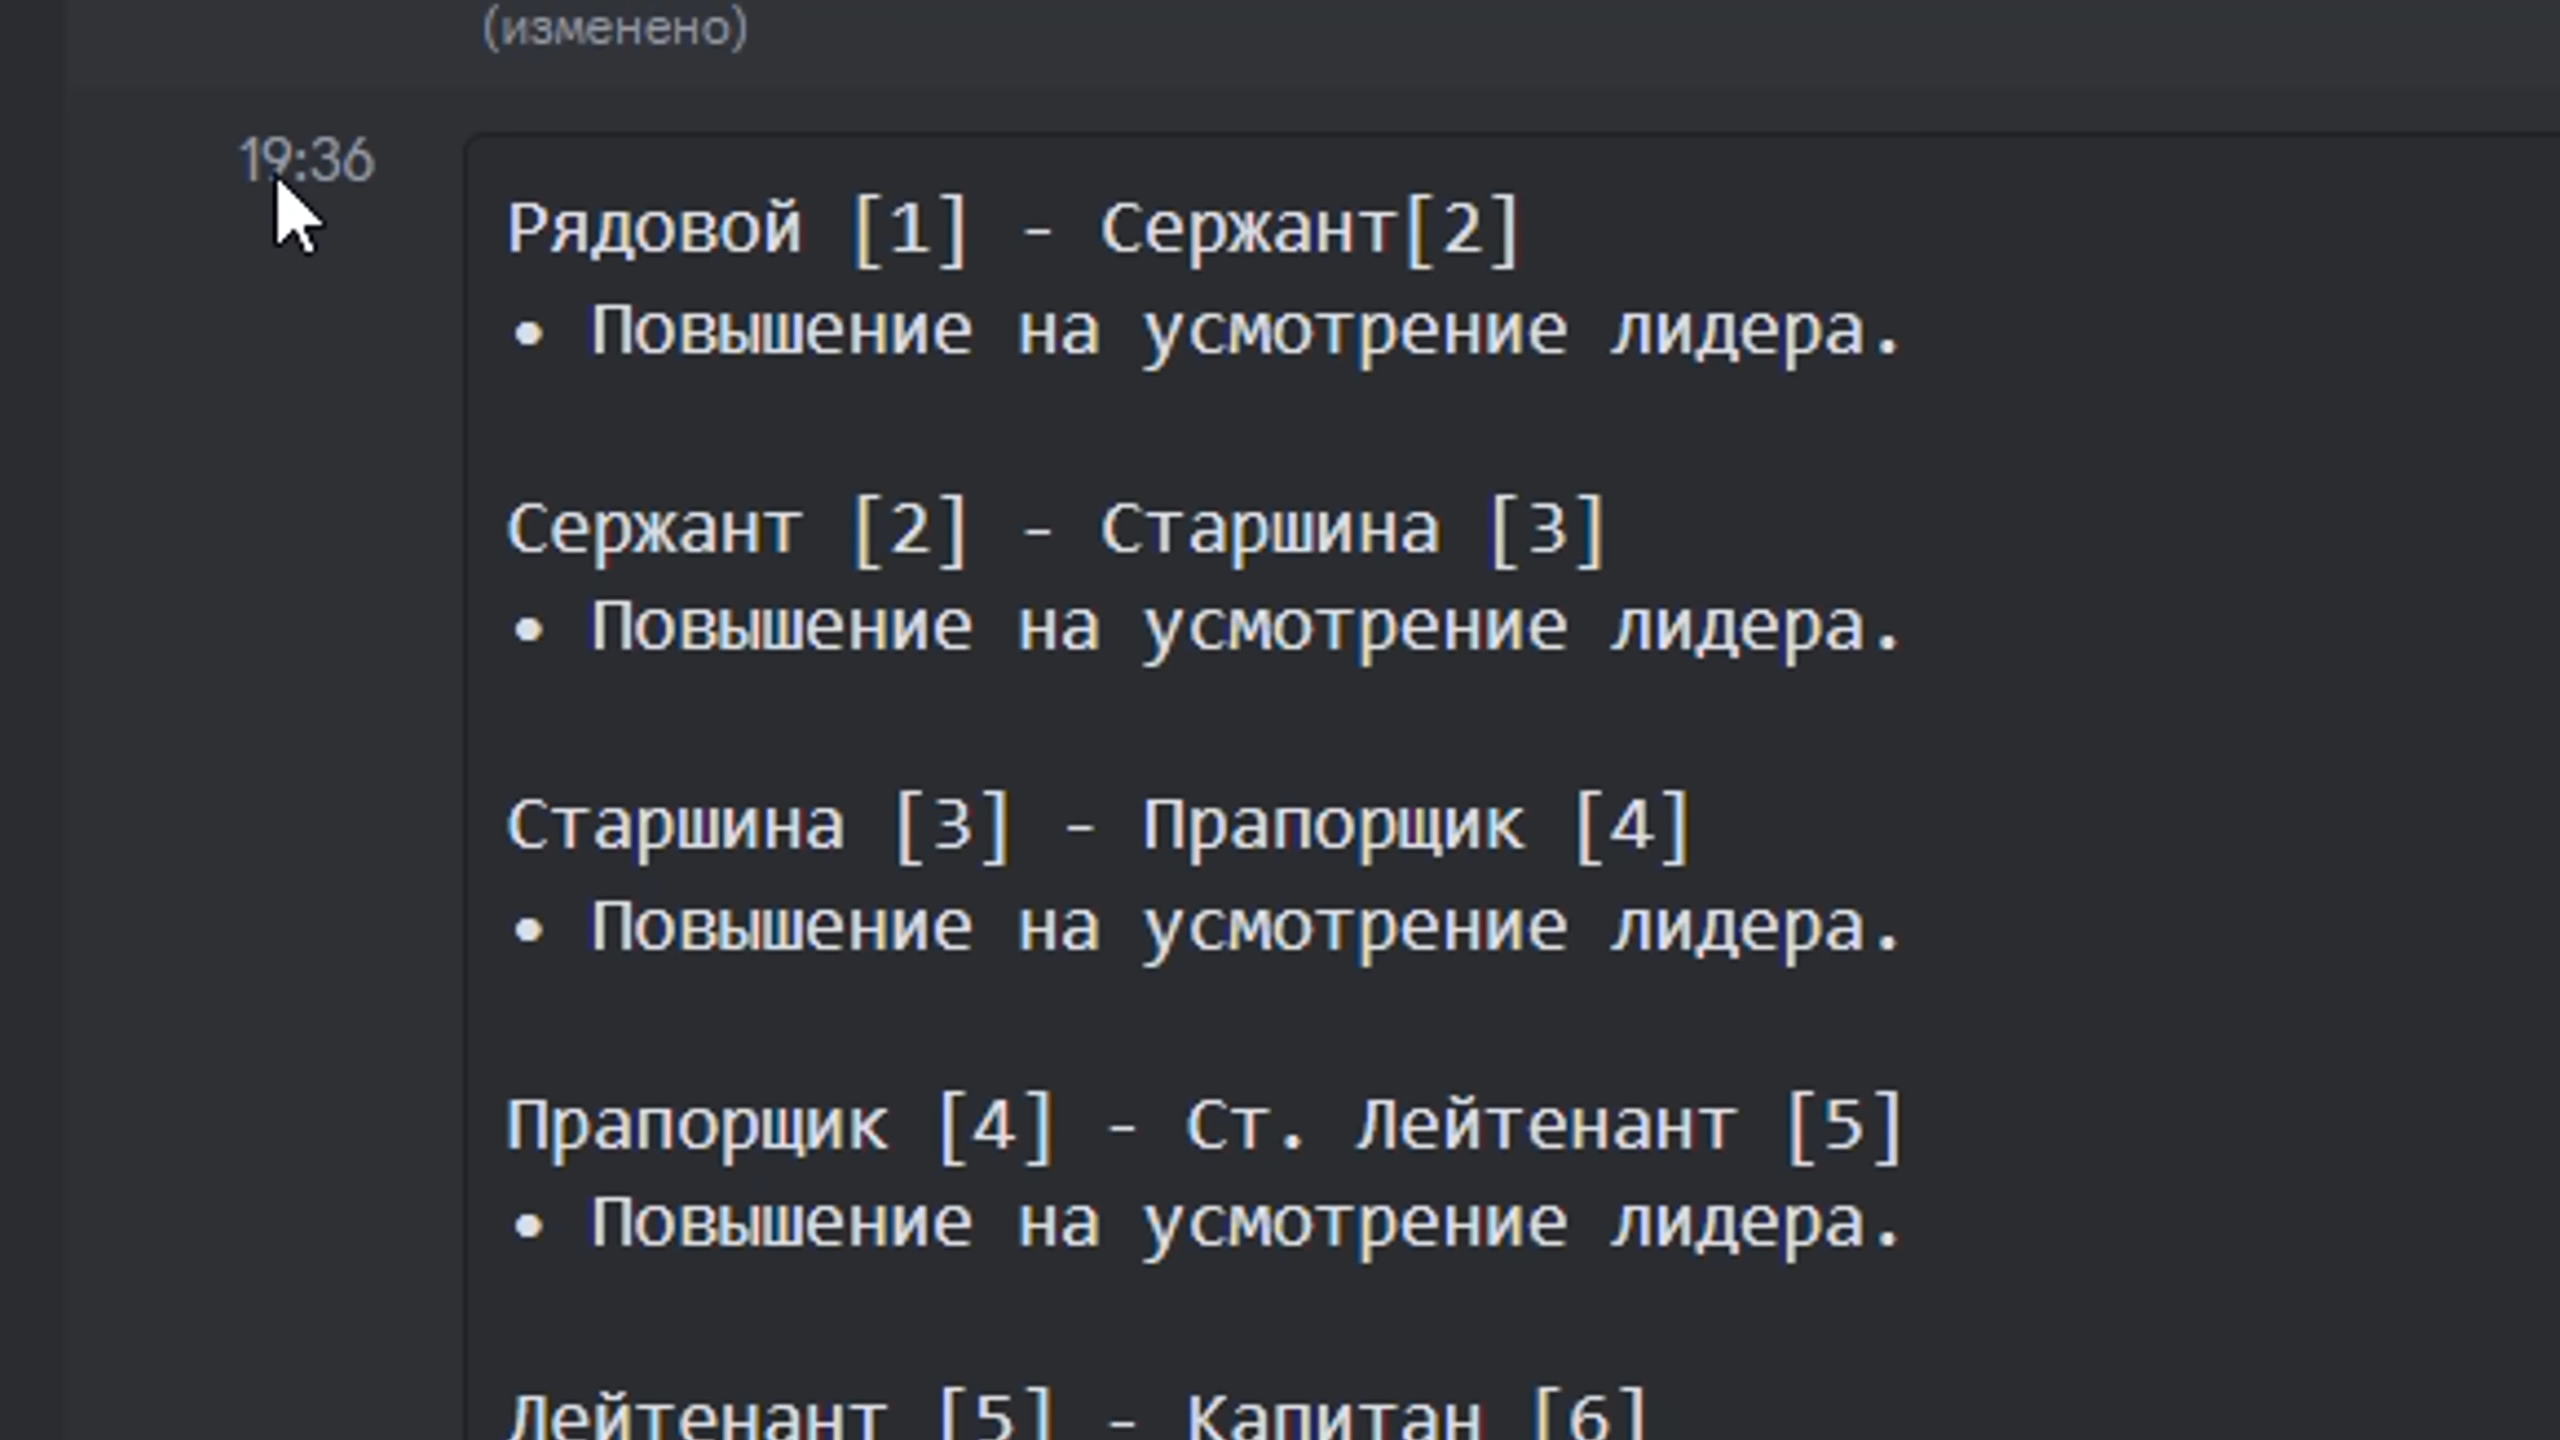 (изменено)
19:36
Рядовой [1] - Сержант[2]
• Повышение на усмотрение лидера.
Сержант [2] - Старшина [3]
• Повышение на усмотрение лидера.
Старшина [3] - Прапорщик [4]
• Повышение на усмотрение лидера.
Прапорщик [4] - Ст. Лейтенант [5]
• Повышение на усмотрение лидера.
Лейтенант [5] - Капитан [6]